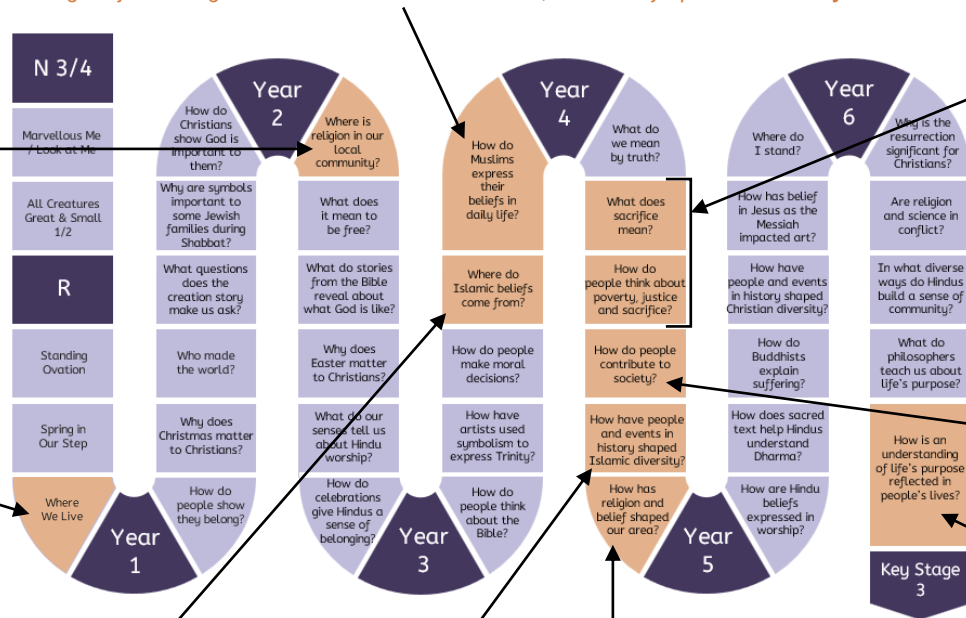 N 3/4
Marvellous Me
/ Look at Me
All Creatures
Great & Small
1/2
R
Standing
Ovation
Spring in
Our Step
Where
We Live
Year
1
How do
people show
they belong?
Why does
Christmas matter
to Christians?
Who made
the world?
What questions
does the
creation story
make us ask?
Why are symbols
important to
some Jewish
families during
Shabbat?
How do
Christians
show God is
important to
them?
Year
2
Where is
religion in our
local
community?
What does
it mean to
be free?
What do stories
from the Bible
reveal about
what God is like?
Why does
Easter matter
to Christians?
What do our
senses tell us
about Hindu
worship?
How do
celebrations
give Hindus a
sense of
belonging?
Year
3
How do
people think
about the
Bible?
How have
artists used
symbolism to
express Trinity?
How do people
make moral
decisions?
Where do
Islamic beliefs
come from?
How do
Muslims
express
their
beliefs in
daily life?
Year
4
What do
we mean
by truth?
What does
sacrifice
mean?
How do
people think about
poverty, justice
and sacrifice?
How do people
contribute to
society?
How have people
and events in
history shaped
Islamic diversity?
How has
religion and
belief shaped
our area?
Year
5
How are Hindu
beliefs
expressed in
worship?
How does sacred
text help Hindus
understand
Dharma?
How do
Buddhists
explain
suffering?
How have
people and events
in history shaped
Christian diversity?
How has belief
in Jesus as the
Messiah
impacted art?
Where do
I stand?
Year
6
Why is the
resurrection
significant for
Christians?
Are religion
and science in
conflict?
In what diverse
ways do Hindus
build a sense of
community?
What do
philosophers
teach us about
life's purpose?
How is an
understanding
of life's purpose
reflected in
people's lives?
Key Stage
3